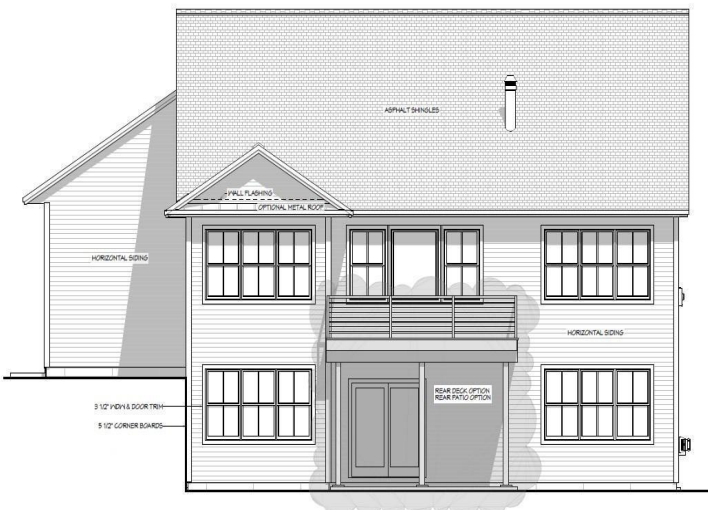 ASPHALT SHINGLES
WALL FLASHING
OPTIONAL METAL ROOF
HORIZONTAL SIDING
HORIZONTAL SIDING
REAR DECK OPTION
REAR PATIO OPTION
3 1/2" WDW & DOOR TRIM
5 1/2" CORNER BOARDS